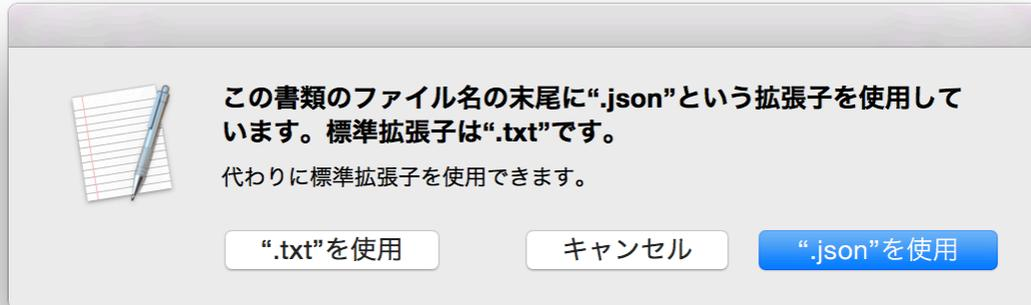 この書類のファイル名の末尾に“.json”という拡張子を使用して
います。標準拡張子は“.txt”です。
代わりに標準拡張子を使用できます。
“.txt”を使用
キャンセル
“.json”を使用